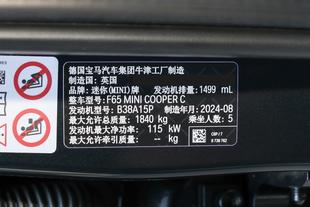 德国宝马汽车集团牛津工厂制造
制造国：英国
品牌：迷你(MINI)牌 发动机排量：1499 mL
整车型号：F65 MINI COOPER C
发动机型号：B38A15P 制造年月：2024-08
最大允许总质量：1840 kg 乘坐人数：5
发动机最大净功率：115 kW
最大允许牵引质量：-- kg